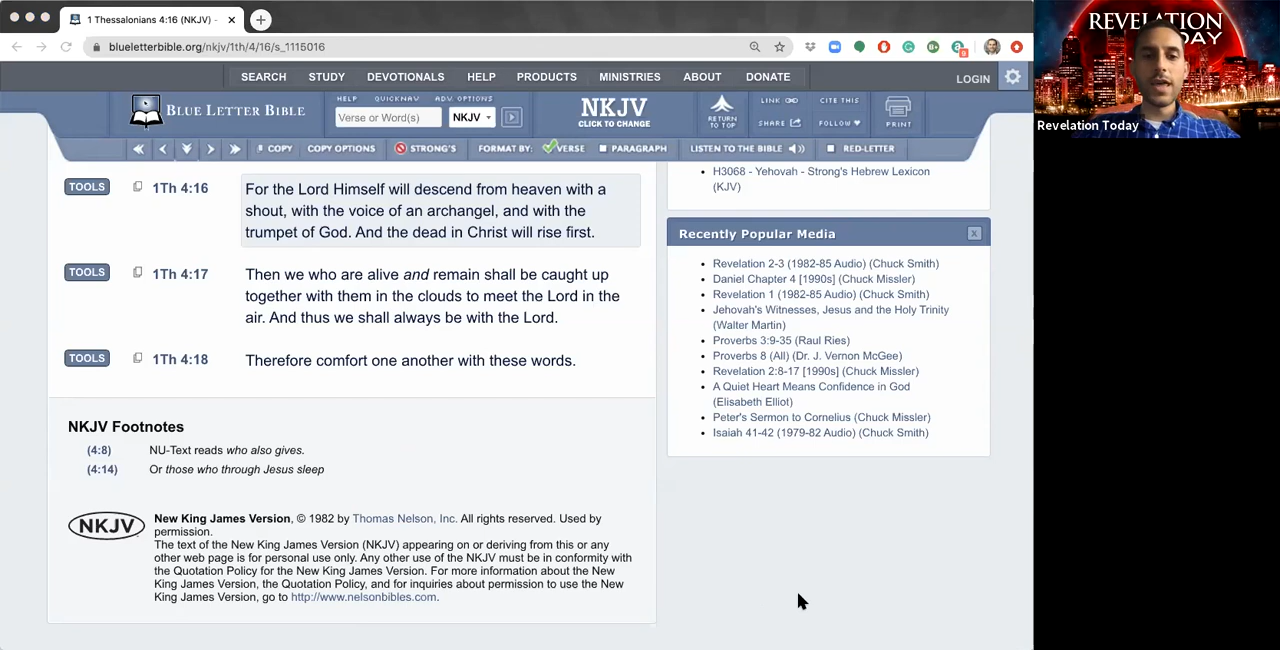 1 Thessalonians 4:16 (NKJV) -
blueletterbible.org/nkjv/1th/4/16/s_1115016
SEARCH STUDY DEVOTIONALS HELP PRODUCTS MINISTRIES ABOUT DONATE LOGIN
BLUE LETTER BIBLE
HELP QUICKNAV ADV. OPTIONS
Verse or Word(s) NKJV
NKJV
CLICK TO CHANGE
RETURN
TO TOP
LINK CITE THIS
SHARE FOLLOW
PRINT
COPY COPY OPTIONS STRONG'S FORMAT BY: VERSE PARAGRAPH LISTEN TO THE BIBLE RED-LETTER
TOOLS 1Th 4:16 For the Lord Himself will descend from heaven with a
shout, with the voice of an archangel, and with the
trumpet of God. And the dead in Christ will rise first.
TOOLS 1Th 4:17 Then we who are alive and remain shall be caught up
together with them in the clouds to meet the Lord in the
air. And thus we shall always be with the Lord.
TOOLS 1Th 4:18 Therefore comfort one another with these words.
NKJV Footnotes
(4:8) NU-Text reads who also gives.
(4:14) Or those who through Jesus sleep
NKJV
New King James Version, © 1982 by Thomas Nelson, Inc. All rights reserved. Used by
permission.
The text of the New King James Version (NKJV) appearing on or deriving from this or any
other web page is for personal use only. Any other use of the NKJV must be in conformity with
the Quotation Policy for the New King James Version. For more information about the New
King James Version, the Quotation Policy, and for inquiries about permission to use the New
King James Version, go to http://www.nelsonbibles.com.
H3068 - Yehovah - Strong's Hebrew Lexicon
(KJV)
Recently Popular Media x
Revelation 2-3 (1982-85 Audio) (Chuck Smith)
Daniel Chapter 4 [1990s] (Chuck Missler)
Revelation 1 (1982-85 Audio) (Chuck Smith)
Jehovah's Witnesses, Jesus and the Holy Trinity
(Walter Martin)
Proverbs 3:9-35 (Raul Ries)
Proverbs 8 (All) (Dr. J. Vernon McGee)
Revelation 2:8-17 [1990s] (Chuck Missler)
A Quiet Heart Means Confidence in God
(Elisabeth Elliot)
Peter's Sermon to Cornelius (Chuck Missler)
Isaiah 41-42 (1979-82 Audio) (Chuck Smith)
REVELATION
TODAY
Revelation Today